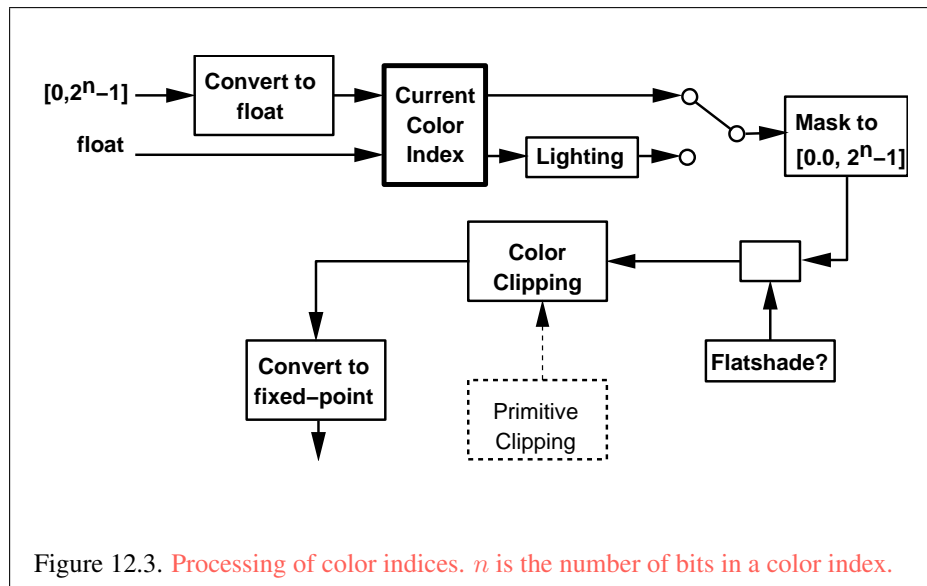 [0,2ⁿ−1]
Convert to
float
float
Current
Color
Index
Lighting
Mask to
[0.0, 2ⁿ−1]
Color
Clipping
Flatshade?
Convert to
fixed−point
Primitive
Clipping
Figure 12.3. Processing of color indices. n is the number of bits in a color index.